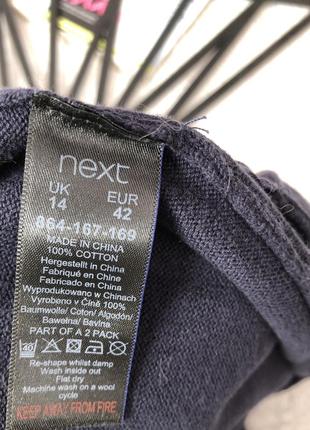 next
UK EUR
14 42
864-167-169
MADE IN CHINA
100% COTTON
Hergestellt in China
Fabriqué en Chine
Fabricado en China
Wyprodukowano w Chinach
Vyrobeno v Číně 100%
Baumwolle/ Coton/ Algodón/
Bawełna/ Bavlna
PART OF A 2 PACK
40
Re-shape whilst damp
Wash inside out
Flat dry
Machine wash on a wool
cycle
KEEP AWAY FROM FIRE